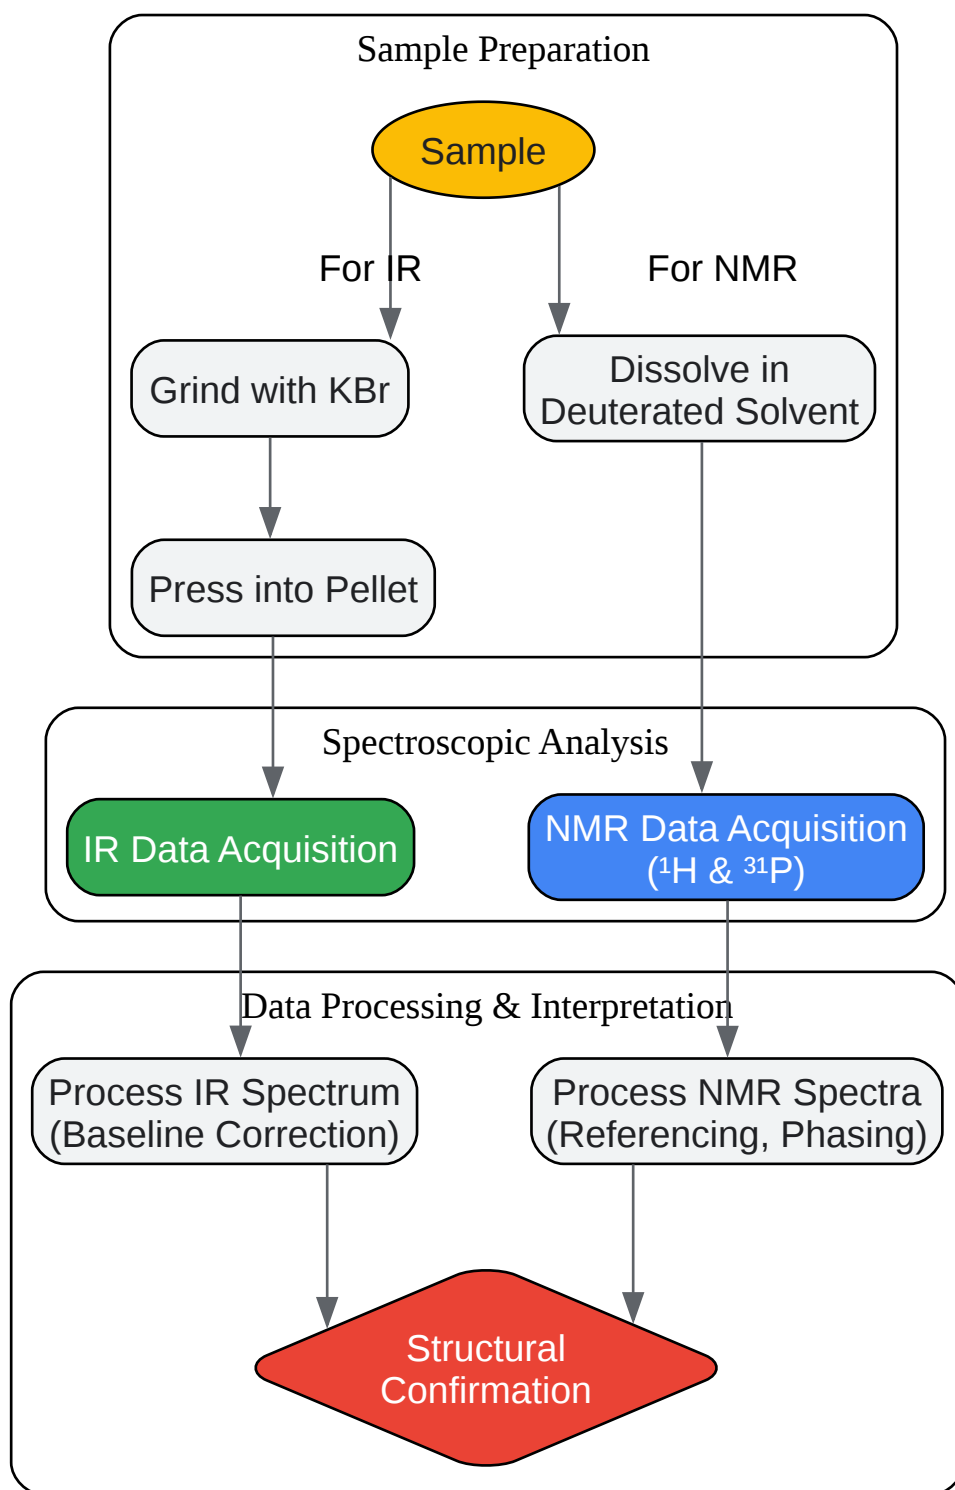 Sample Preparation
Sample
For IR
For NMR
Grind with KBr
Dissolve in
Deuterated Solvent
Press into Pellet
Spectroscopic Analysis
IR Data Acquisition
NMR Data Acquisition
(¹H & ³¹P)
Data Processing & Interpretation
Process IR Spectrum
(Baseline Correction)
Process NMR Spectra
(Referencing, Phasing)
Structural
Confirmation